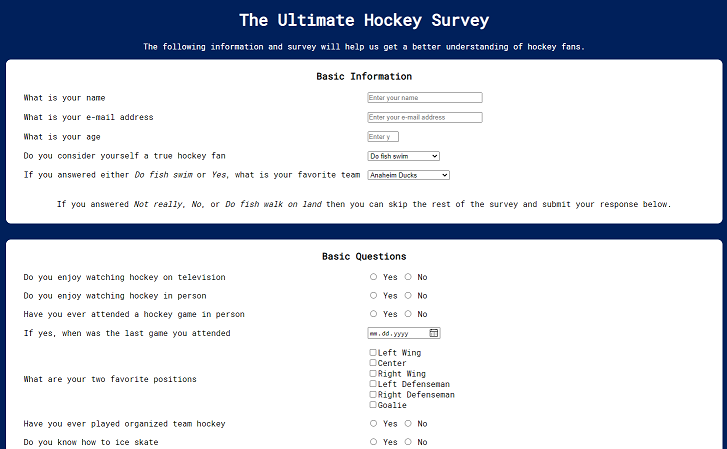 The Ultimate Hockey Survey
The following information and survey will help us get a better understanding of hockey fans.
Basic Information
What is your name Enter your name
What is your e-mail address Enter your e-mail address
What is your age Enter y
Do you consider yourself a true hockey fan Do fish swim
If you answered either Do fish swim or Yes, what is your favorite team Anaheim Ducks
If you answered Not really, No, or Do fish walk on land then you can skip the rest of the survey and submit your response below.
Basic Questions
Do you enjoy watching hockey on television Yes No
Do you enjoy watching hockey in person Yes No
Have you ever attended a hockey game in person Yes No
If yes, when was the last game you attended mm.dd.yyyy
What are your two favorite positions
Left Wing
Center
Right Wing
Left Defenseman
Right Defenseman
Goalie
Have you ever played organized team hockey Yes No
Do you know how to ice skate Yes No